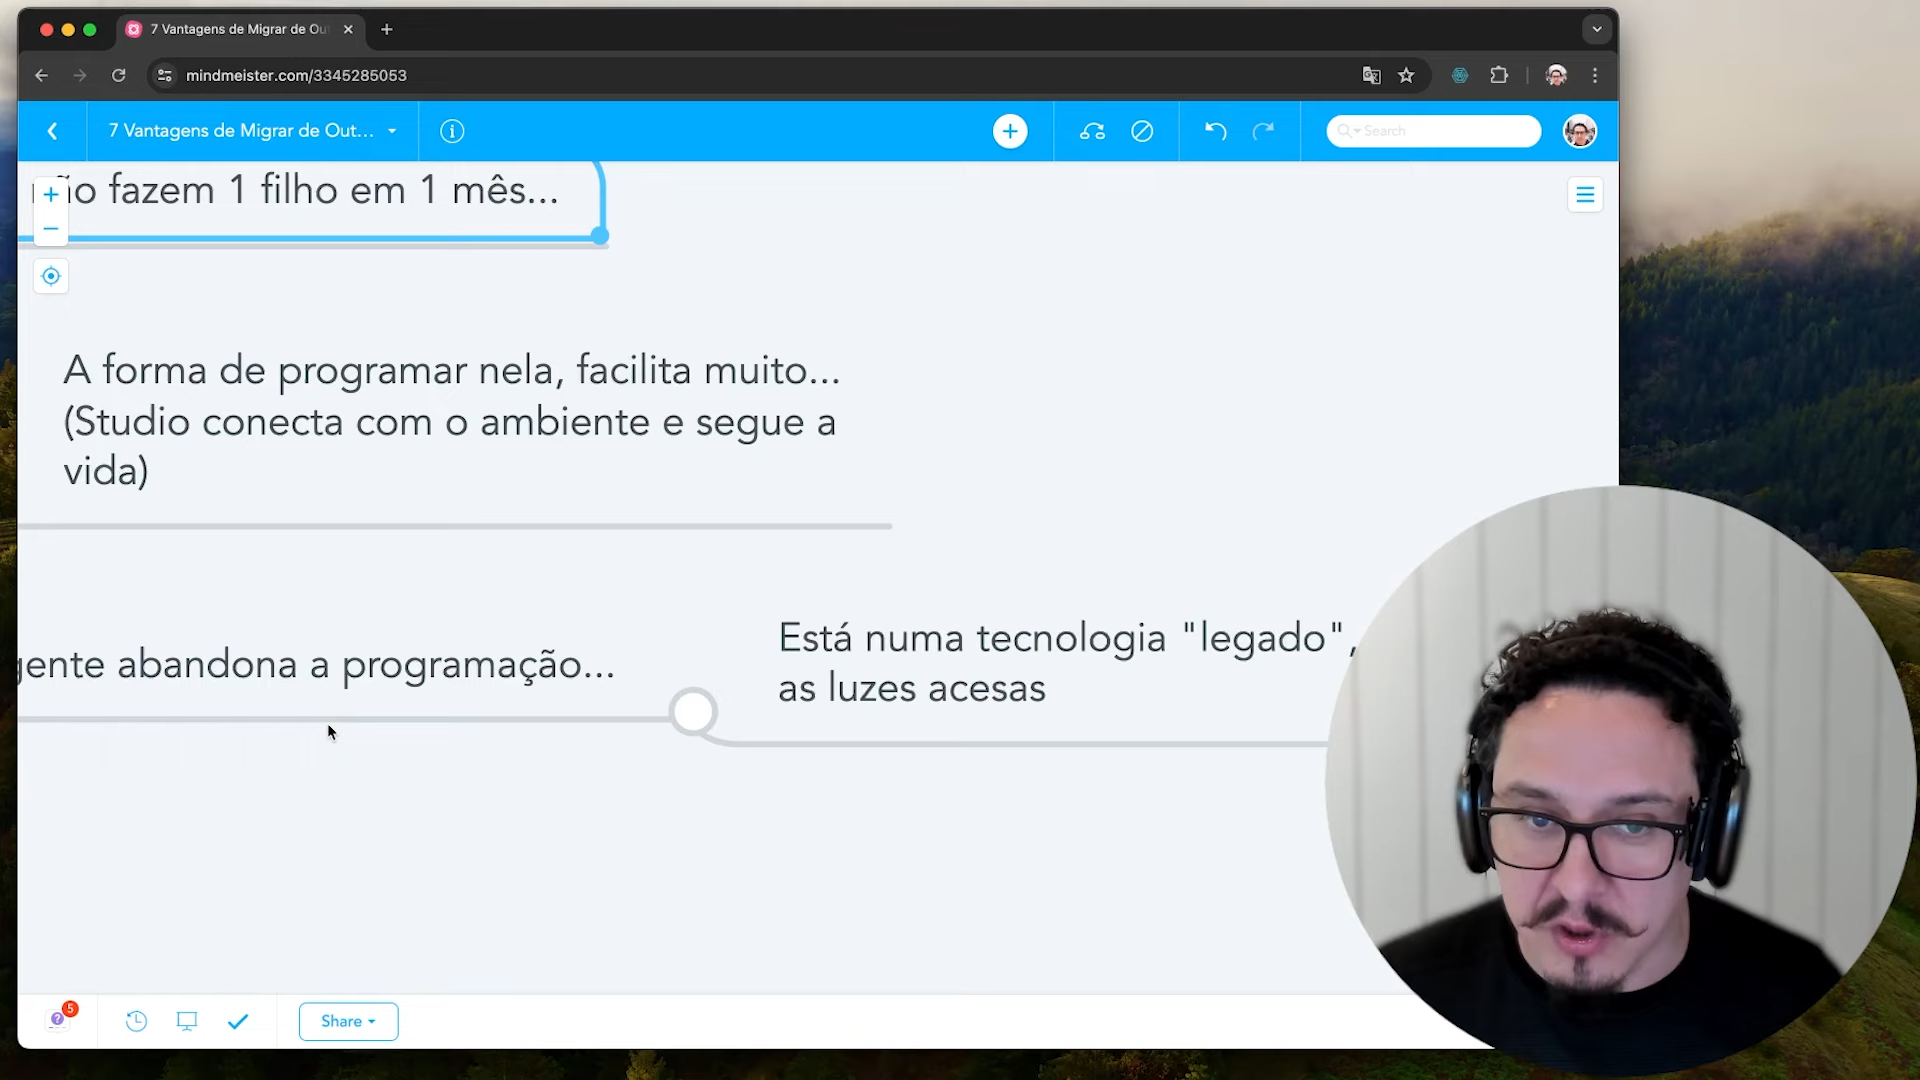 7 Vantagens de Migrar de Out
mindmeister.com/3345285053
7 Vantagens de Migrar de Out...
Search
não fazem 1 filho em 1 mês...
A forma de programar nela, facilita muito...
(Studio conecta com o ambiente e segue a
vida)
gente abandona a programação...
Está numa tecnologia "legado",
as luzes acesas
5
Share